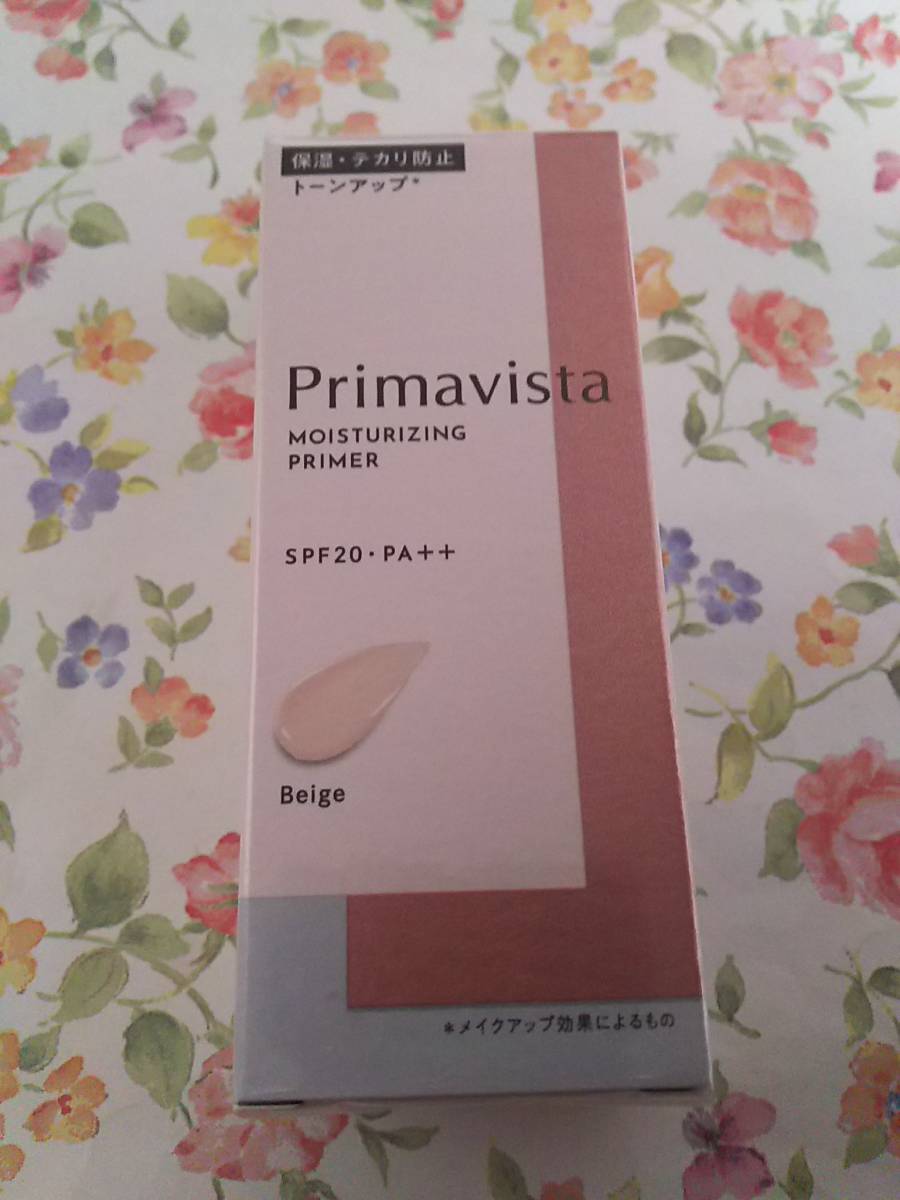 保湿・テカリ防止
トーンアップ*
Primavista
MOISTURIZING
PRIMER
SPF20・PA++
Beige
*メイクアップ効果によるもの